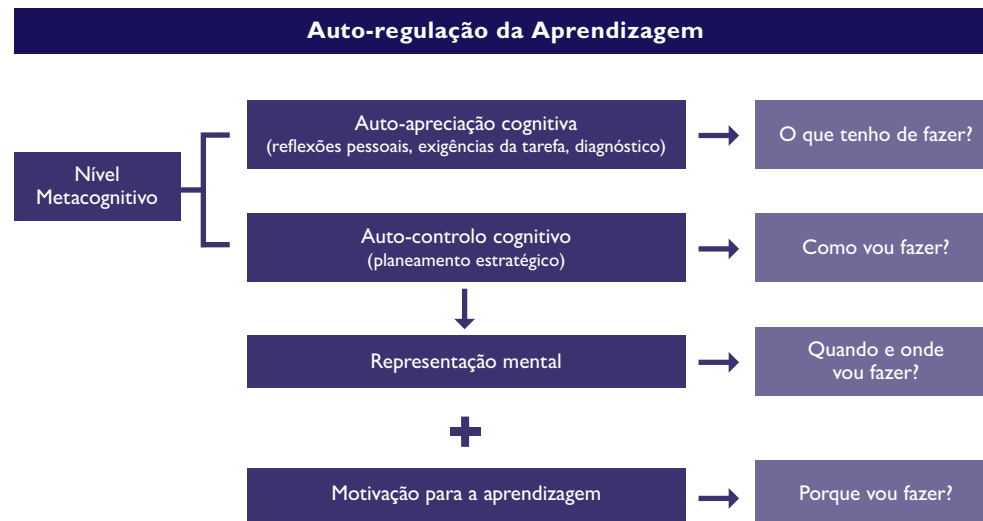 Auto-regulação da Aprendizagem
Auto-apreciação cognitiva
(reflexões pessoais, exigências da tarefa, diagnóstico)
O que tenho de fazer?
Nível
Metacognitivo
Auto-controlo cognitivo
(planeamento estratégico)
Como vou fazer?
Representação mental
Quando e onde
vou fazer?
Motivação para a aprendizagem
Porque vou fazer?